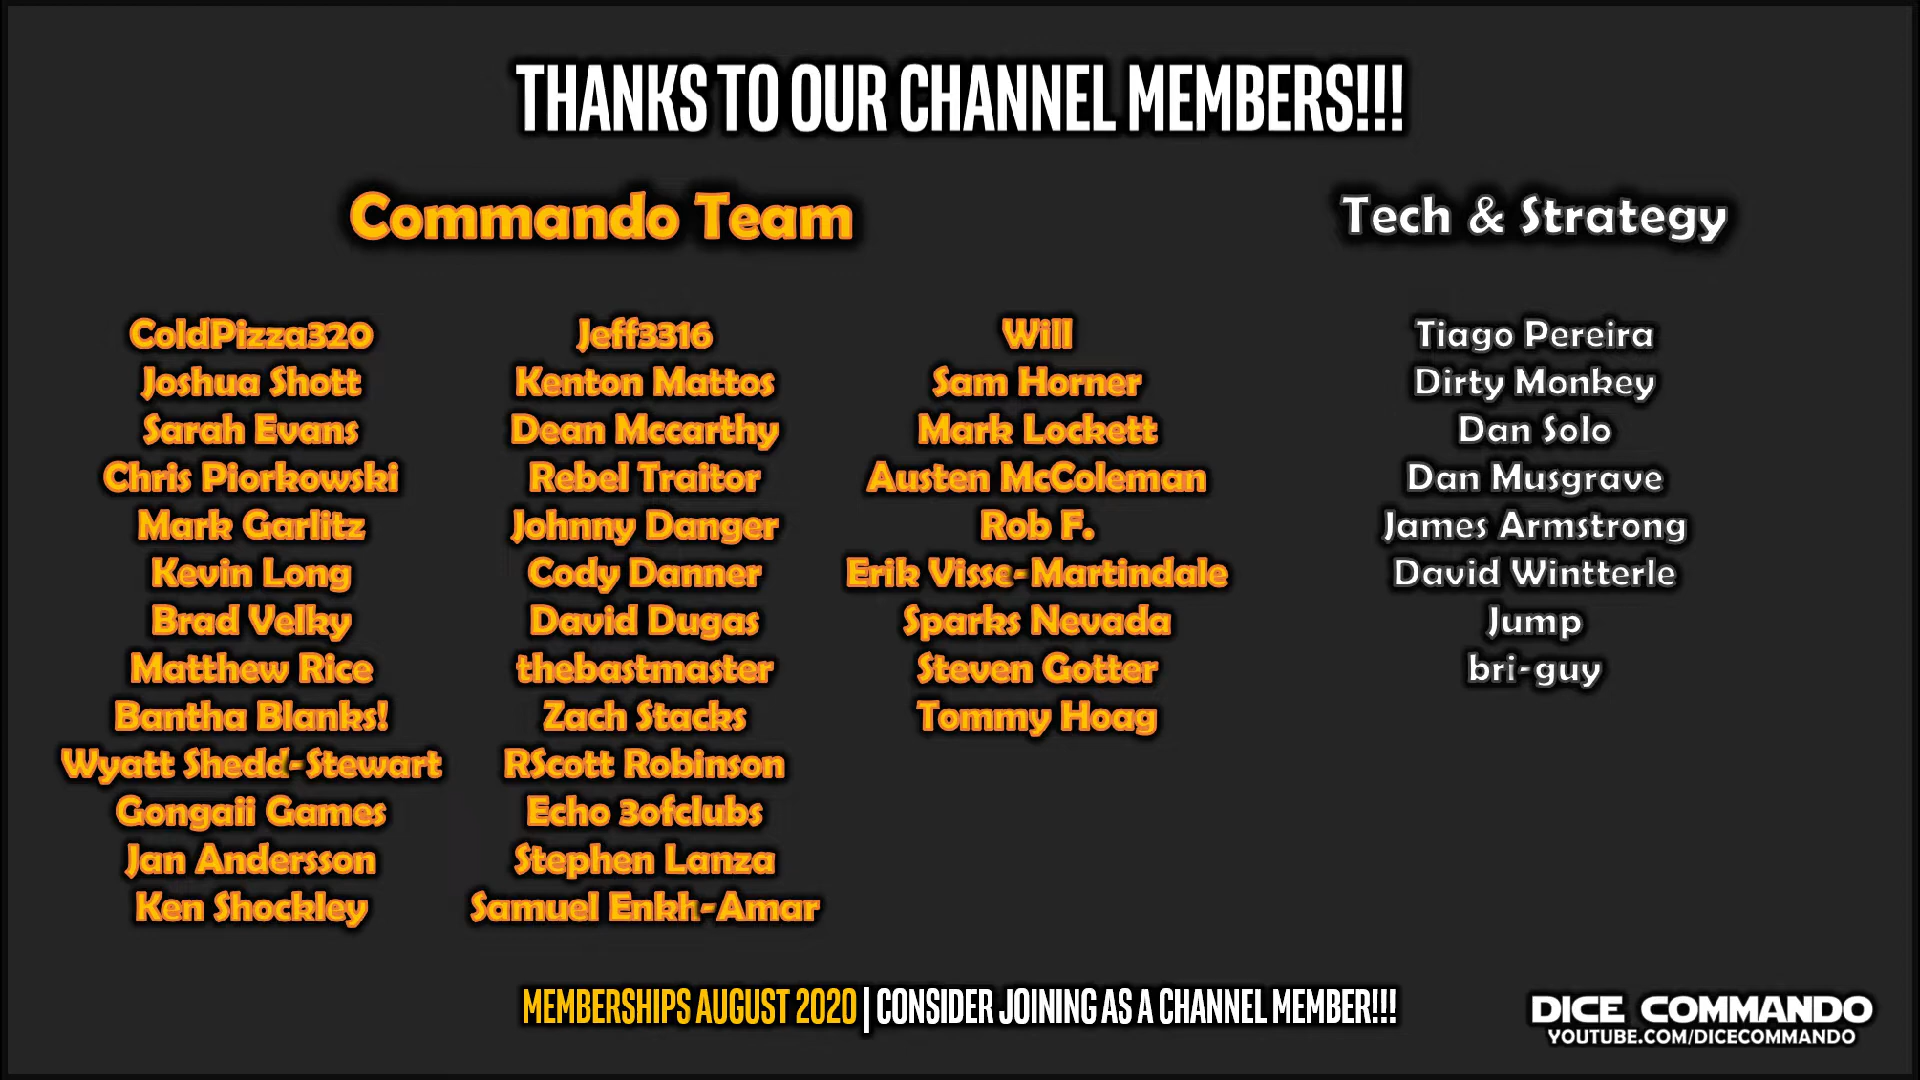 THANKS TO OUR CHANNEL MEMBERS!!!
Commando Team
ColdPizza320
Joshua Shott
Sarah Evans
Chris Piorkowski
Mark Garlitz
Kevin Long
Brad Velky
Matthew Rice
Bantha Blanks!
Wyatt Shedd-Stewart
Gongaii Games
Jan Andersson
Ken Shockley
Jeff3316
Kenton Mattos
Dean Mccarthy
Rebel Traitor
Johnny Danger
Cody Danner
David Dugas
thebastmaster
Zach Stacks
RScott Robinson
Echo 3ofclubs
Stephen Lanza
Samuel Enkh-Amar
Will
Sam Horner
Mark Lockett
Austen McColeman
Rob F.
Erik Visse-Martindale
Sparks Nevada
Steven Gotter
Tommy Hoag
Tech & Strategy
Tiago Pereira
Dirty Monkey
Dan Solo
Dan Musgrave
James Armstrong
David Wintterle
Jump
bri-guy
MEMBERSHIPS AUGUST 2020 | CONSIDER JOINING AS A CHANNEL MEMBER!!!
DICE COMMANDO
YOUTUBE.COM/DICECOMMANDO